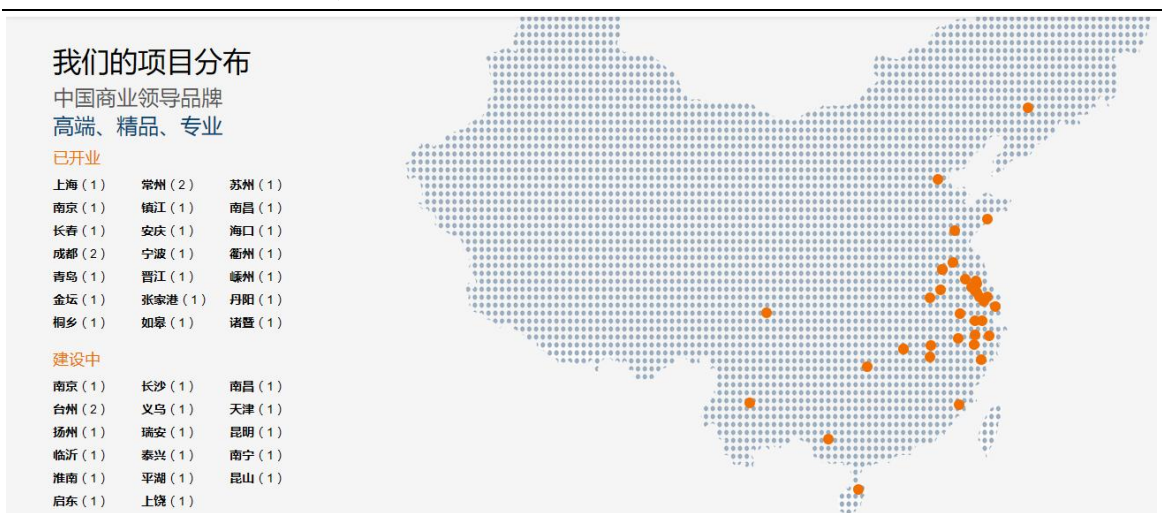 我们的项目分布
中国商业领导品牌
高端、精品、专业
已开业
上海（1） 常州（2） 苏州（1）
南京（1） 镇江（1） 南昌（1）
长春（1） 安庆（1） 海口（1）
成都（2） 宁波（1） 衢州（1）
青岛（1） 晋江（1） 嵊州（1）
金坛（1） 张家港（1） 丹阳（1）
桐乡（1） 如皋（1） 诸暨（1）
建设中
南京（1） 长沙（1） 南昌（1）
台州（2） 义乌（1） 天津（1）
扬州（1） 瑞安（1） 昆明（1）
临沂（1） 泰兴（1） 南宁（1）
淮南（1） 平湖（1） 昆山（1）
启东（1） 上饶（1）